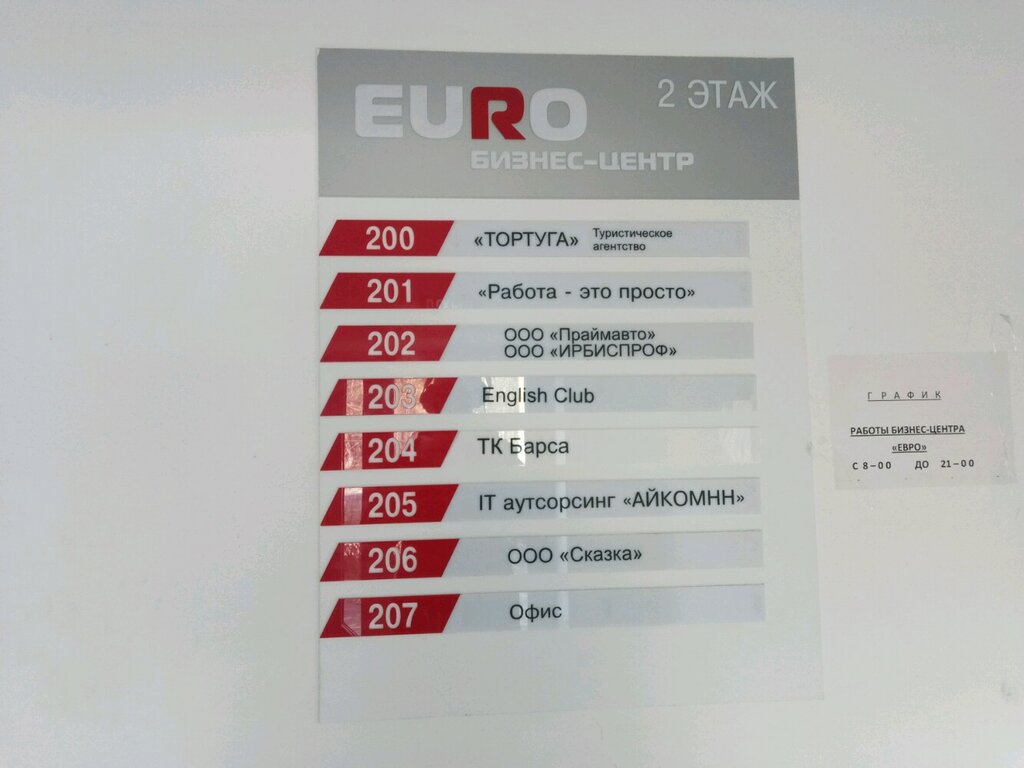 EURO
2 ЭТАЖ
БИЗНЕС-ЦЕНТР
200 «ТОРТУГА» Туристическое
агентство
201 «Работа - это просто»
202 ООО «Праймавто»
ООО «ИРБИСПРОФ»
203 English Club
204 ТК Барса
205 IT аутсорсинг «АЙКОМНН»
206 ООО «Сказка»
207 Офис
ГРАФИК
РАБОТЫ БИЗНЕС-ЦЕНТРА
«ЕВРО»
С 8–00 ДО 21–00